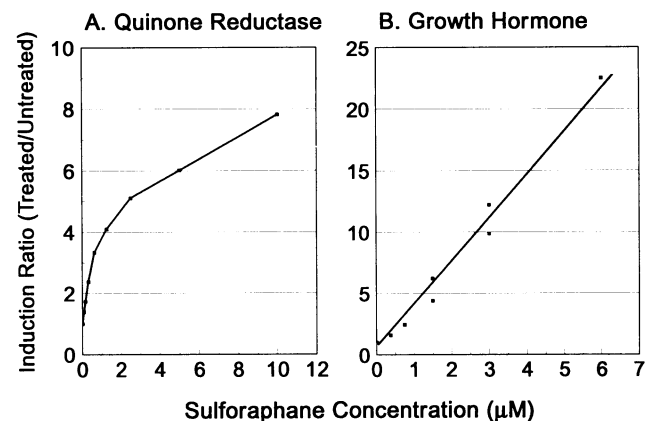 A. Quinone Reductase
B. Growth Hormone
Induction Ratio (Treated/Untreated)
10
8
6
4
2
0
0 2 4 6 8 10 12
25
20
15
10
5
0
0 1 2 3 4 5 6 7
Sulforaphane Concentration (μM)